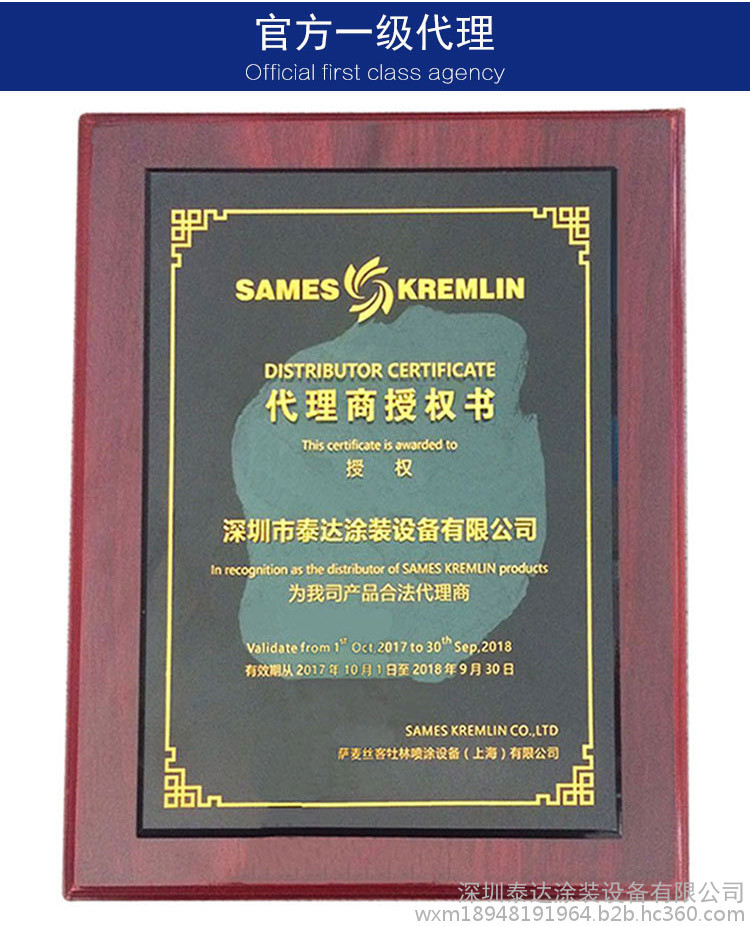 官方一级代理
Official first class agency
SAMES KREMLIN
DISTRIBUTOR CERTIFICATE
代理商授权书
This certificate is awarded to
授 权
深圳市泰达涂装设备有限公司
In recognition as the distributor of SAMES KREMLIN products
为我司产品合法代理商
Validate from 1st Oct,2017 to 30th Sep,2018
有效期从 2017 年 10 月 1 日至 2018 年 9 月 30 日
SAMES KREMLIN CO.,LTD
萨麦丝客牡林喷涂设备（上海）有限公司
深圳泰达涂装设备有限公司
wxm18948191964.b2b.hc360.com